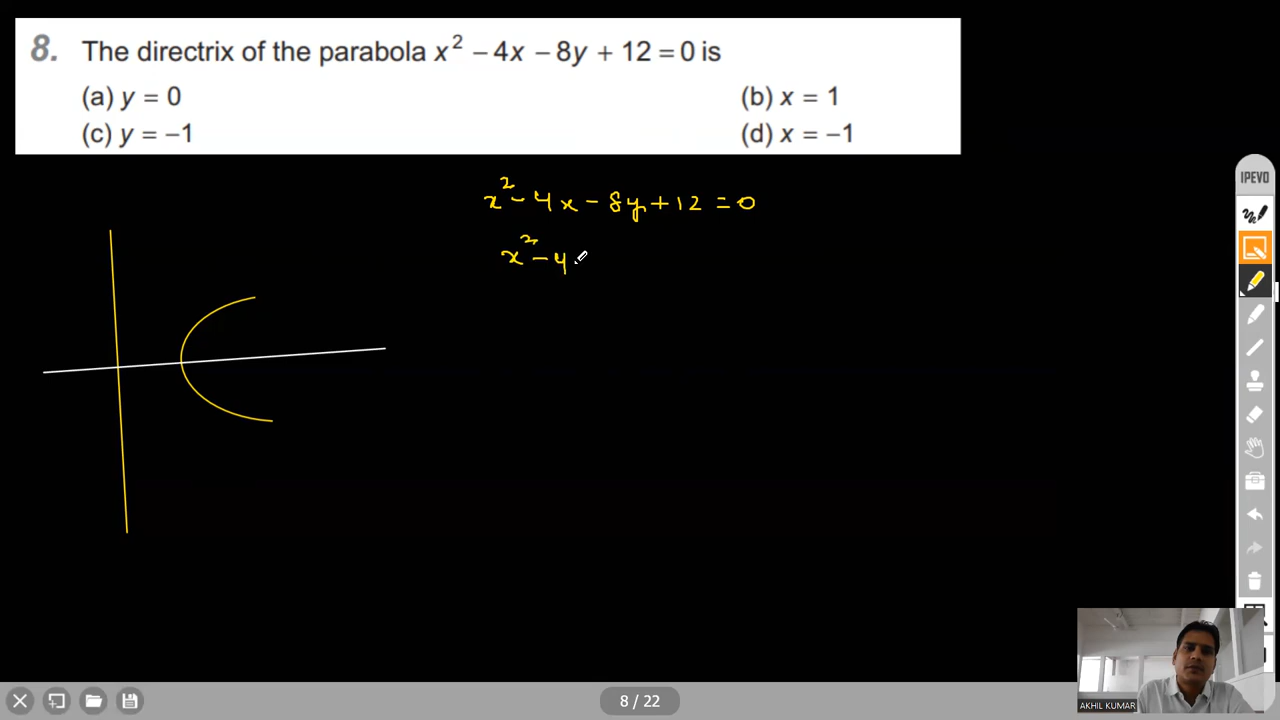 8. The directrix of the parabola x² − 4x − 8y + 12 = 0 is
(a) y = 0 (b) x = 1
(c) y = −1 (d) x = −1
x² − 4x − 8y + 12 = 0
x² − 4
IPEVO
8 / 22
AKHIL KUMAR